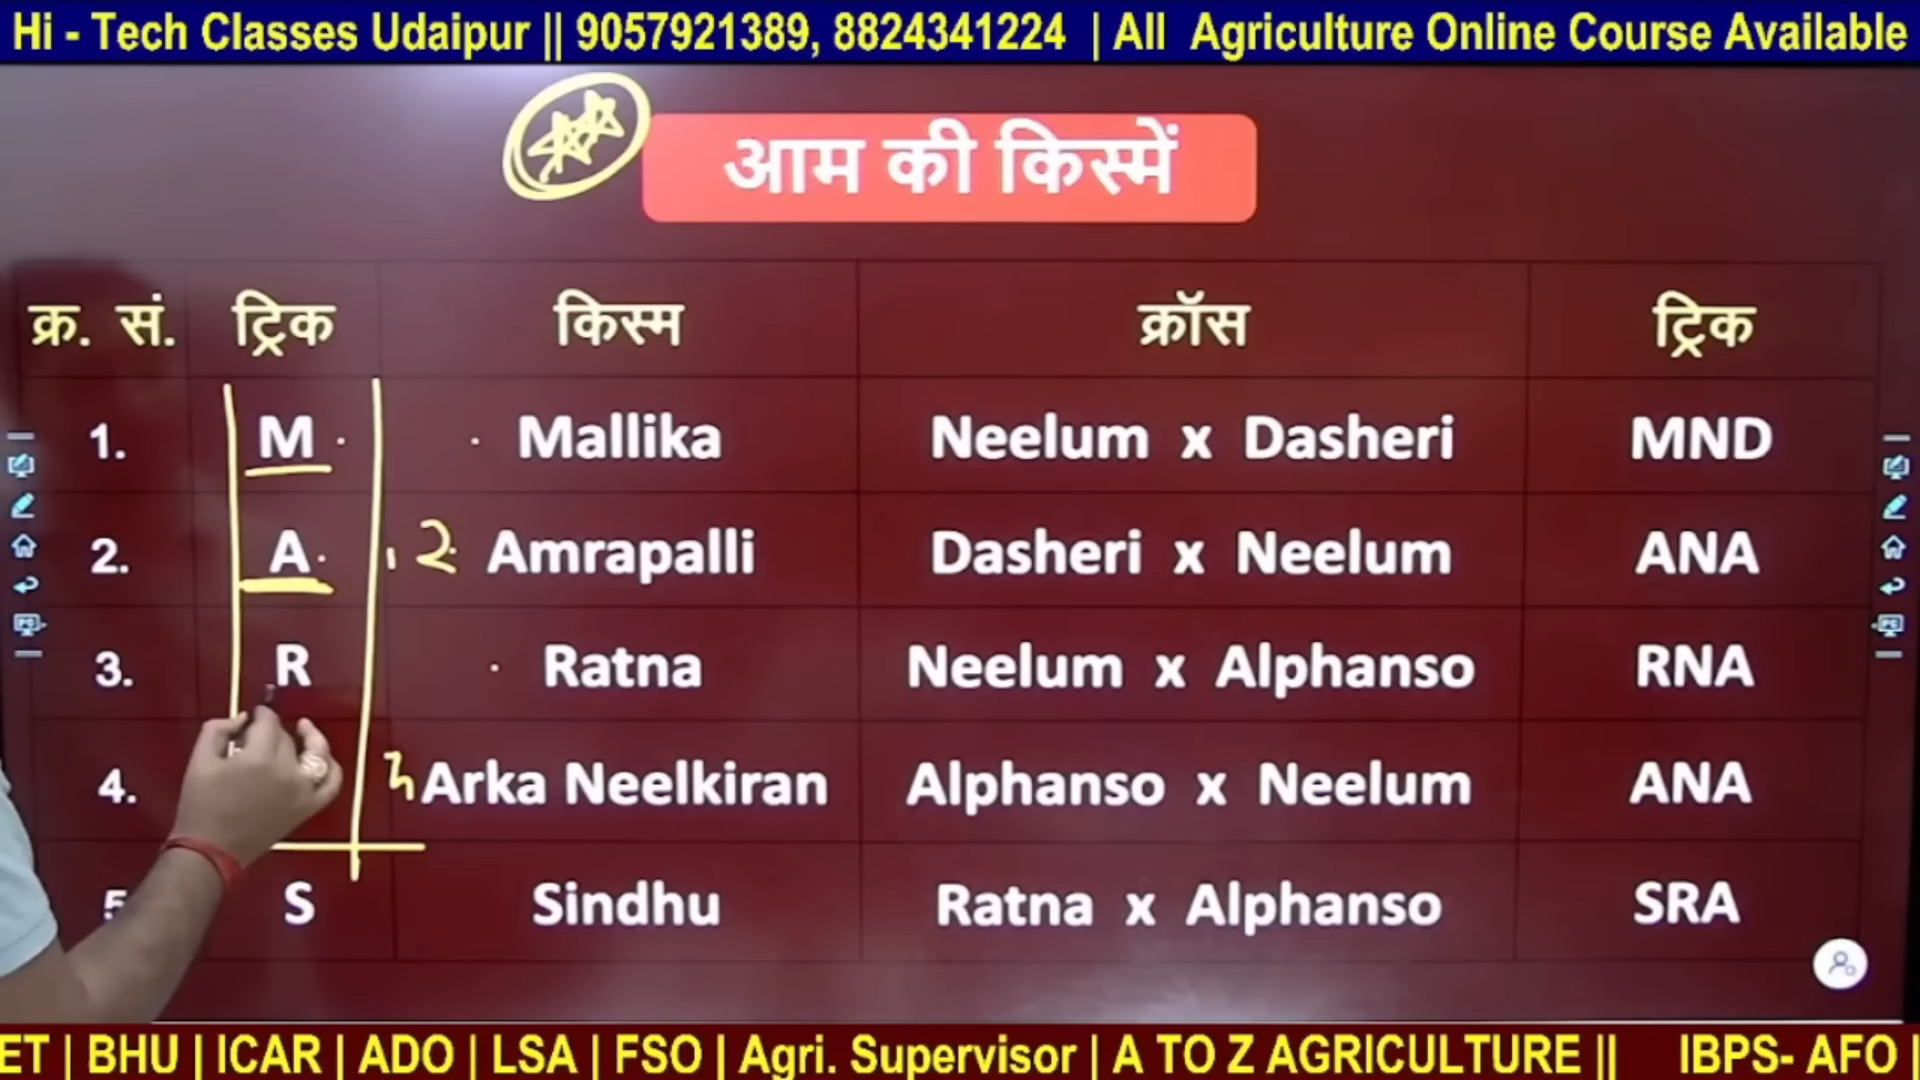 Hi - Tech Classes Udaipur || 9057921389, 8824341224 | All Agriculture Online Course Available
आम की किस्में
क्र. सं. ट्रिक किस्म क्रॉस ट्रिक
1. M Mallika Neelum x Dasheri MND
2. A 2 Amrapalli Dasheri x Neelum ANA
3. R Ratna Neelum x Alphanso RNA
4. Arka Neelkiran Alphanso x Neelum ANA
5 S Sindhu Ratna x Alphanso SRA
ET | BHU | ICAR | ADO | LSA | FSO | Agri. Supervisor | A TO Z AGRICULTURE || IBPS- AFO |